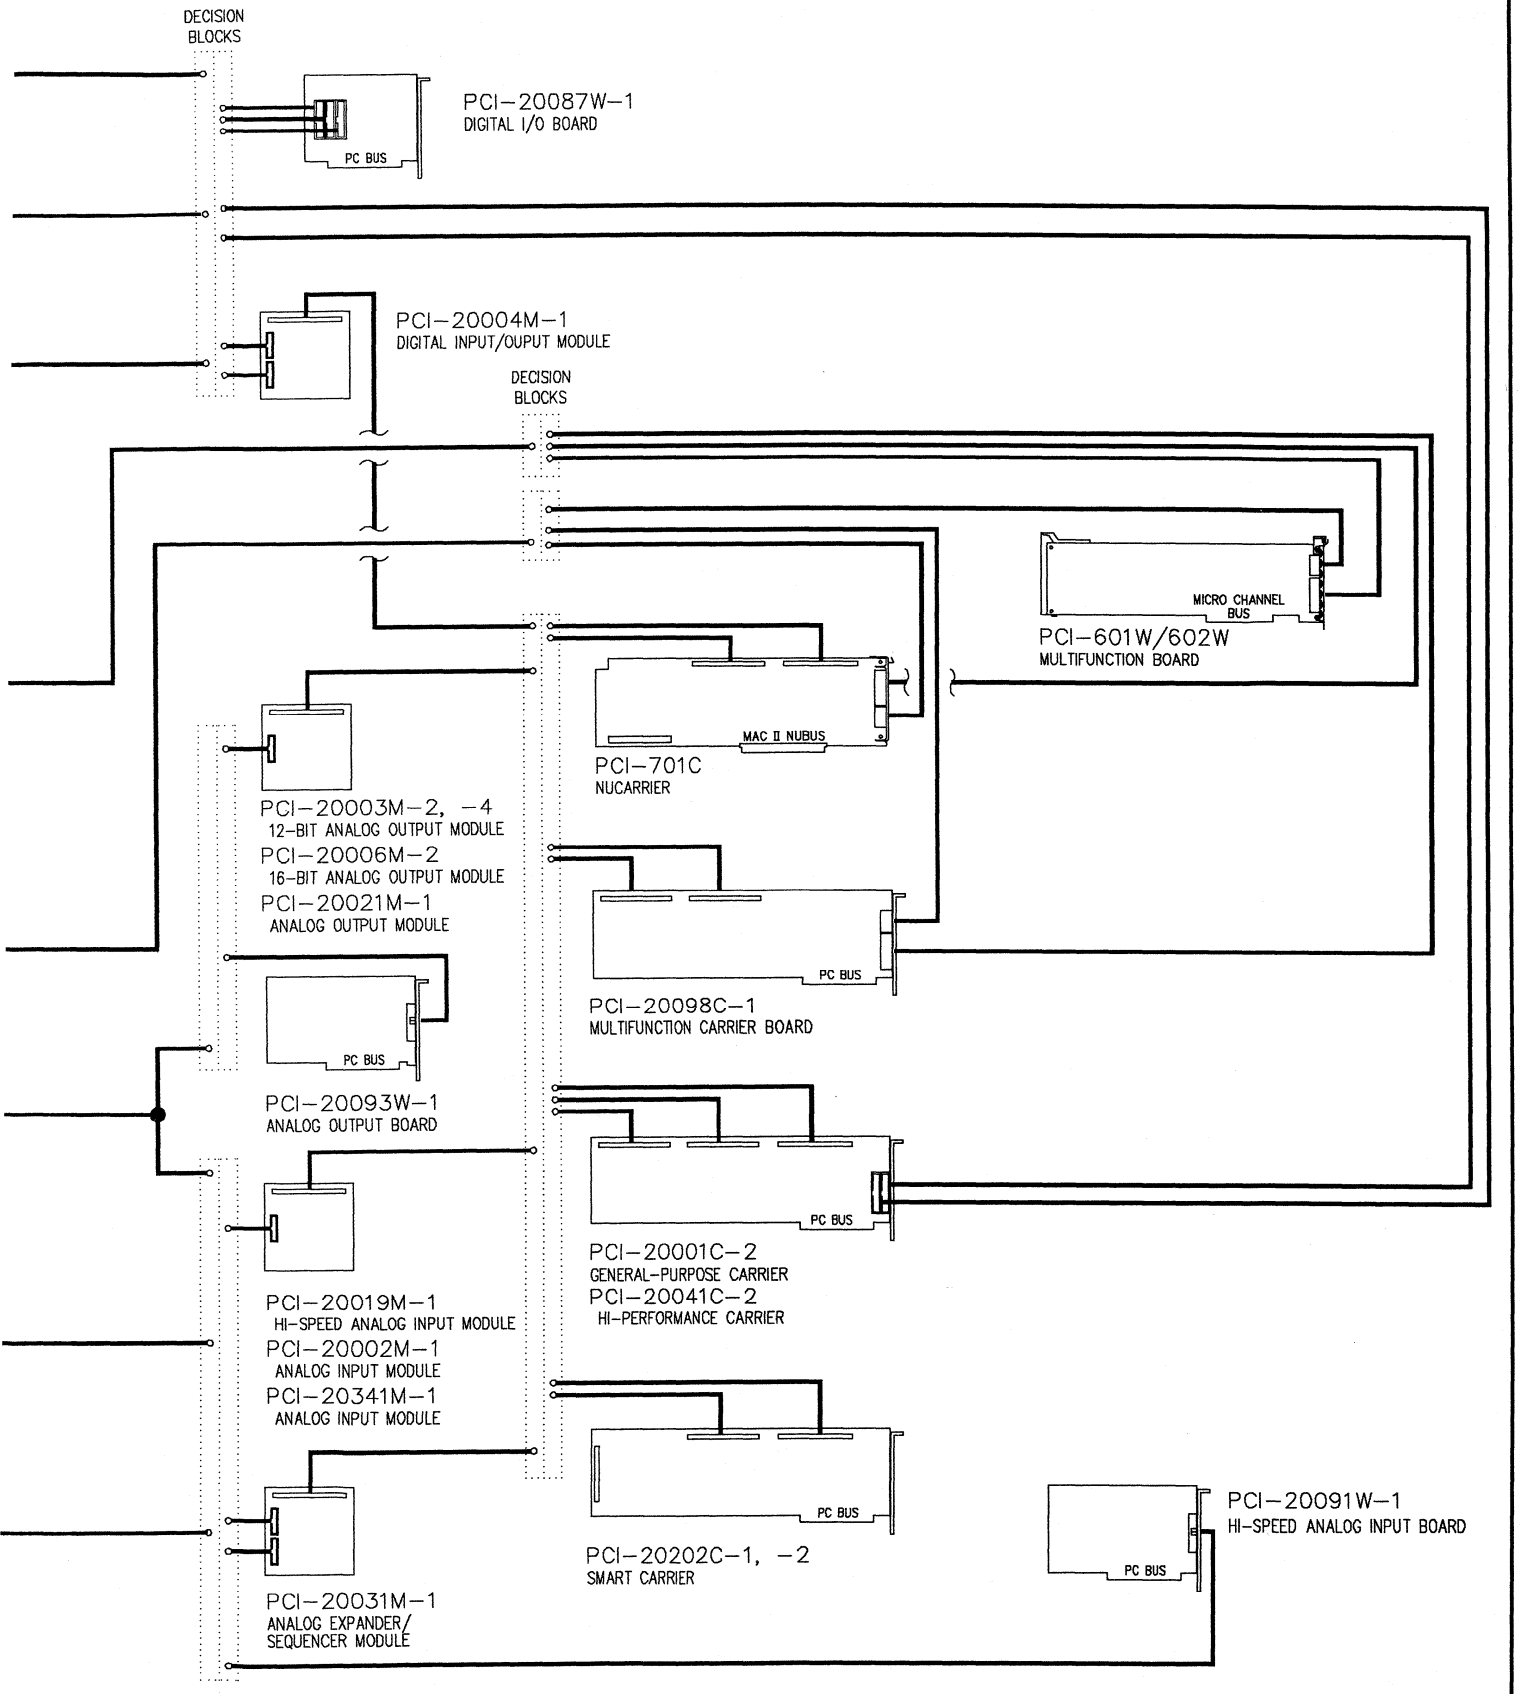 DECISION
BLOCKS
PCI-20087W-1
DIGITAL I/O BOARD
PC BUS
PCI-20004M-1
DIGITAL INPUT/OUPUT MODULE
DECISION
BLOCKS
MICRO CHANNEL
BUS
PCI-601W/602W
MULTIFUNCTION BOARD
MAC II NUBUS
PCI-701C
NUCARRIER
PCI-20003M-2, -4
12-BIT ANALOG OUTPUT MODULE
PCI-20006M-2
16-BIT ANALOG OUTPUT MODULE
PCI-20021M-1
ANALOG OUTPUT MODULE
PC BUS
PCI-20098C-1
MULTIFUNCTION CARRIER BOARD
PC BUS
PCI-20093W-1
ANALOG OUTPUT BOARD
PC BUS
PCI-20001C-2
GENERAL-PURPOSE CARRIER
PCI-20041C-2
HI-PERFORMANCE CARRIER
PCI-20019M-1
HI-SPEED ANALOG INPUT MODULE
PCI-20002M-1
ANALOG INPUT MODULE
PCI-20341M-1
ANALOG INPUT MODULE
PC BUS
PCI-20202C-1, -2
SMART CARRIER
PCI-20091W-1
HI-SPEED ANALOG INPUT BOARD
PC BUS
PCI-20031M-1
ANALOG EXPANDER/
SEQUENCER MODULE